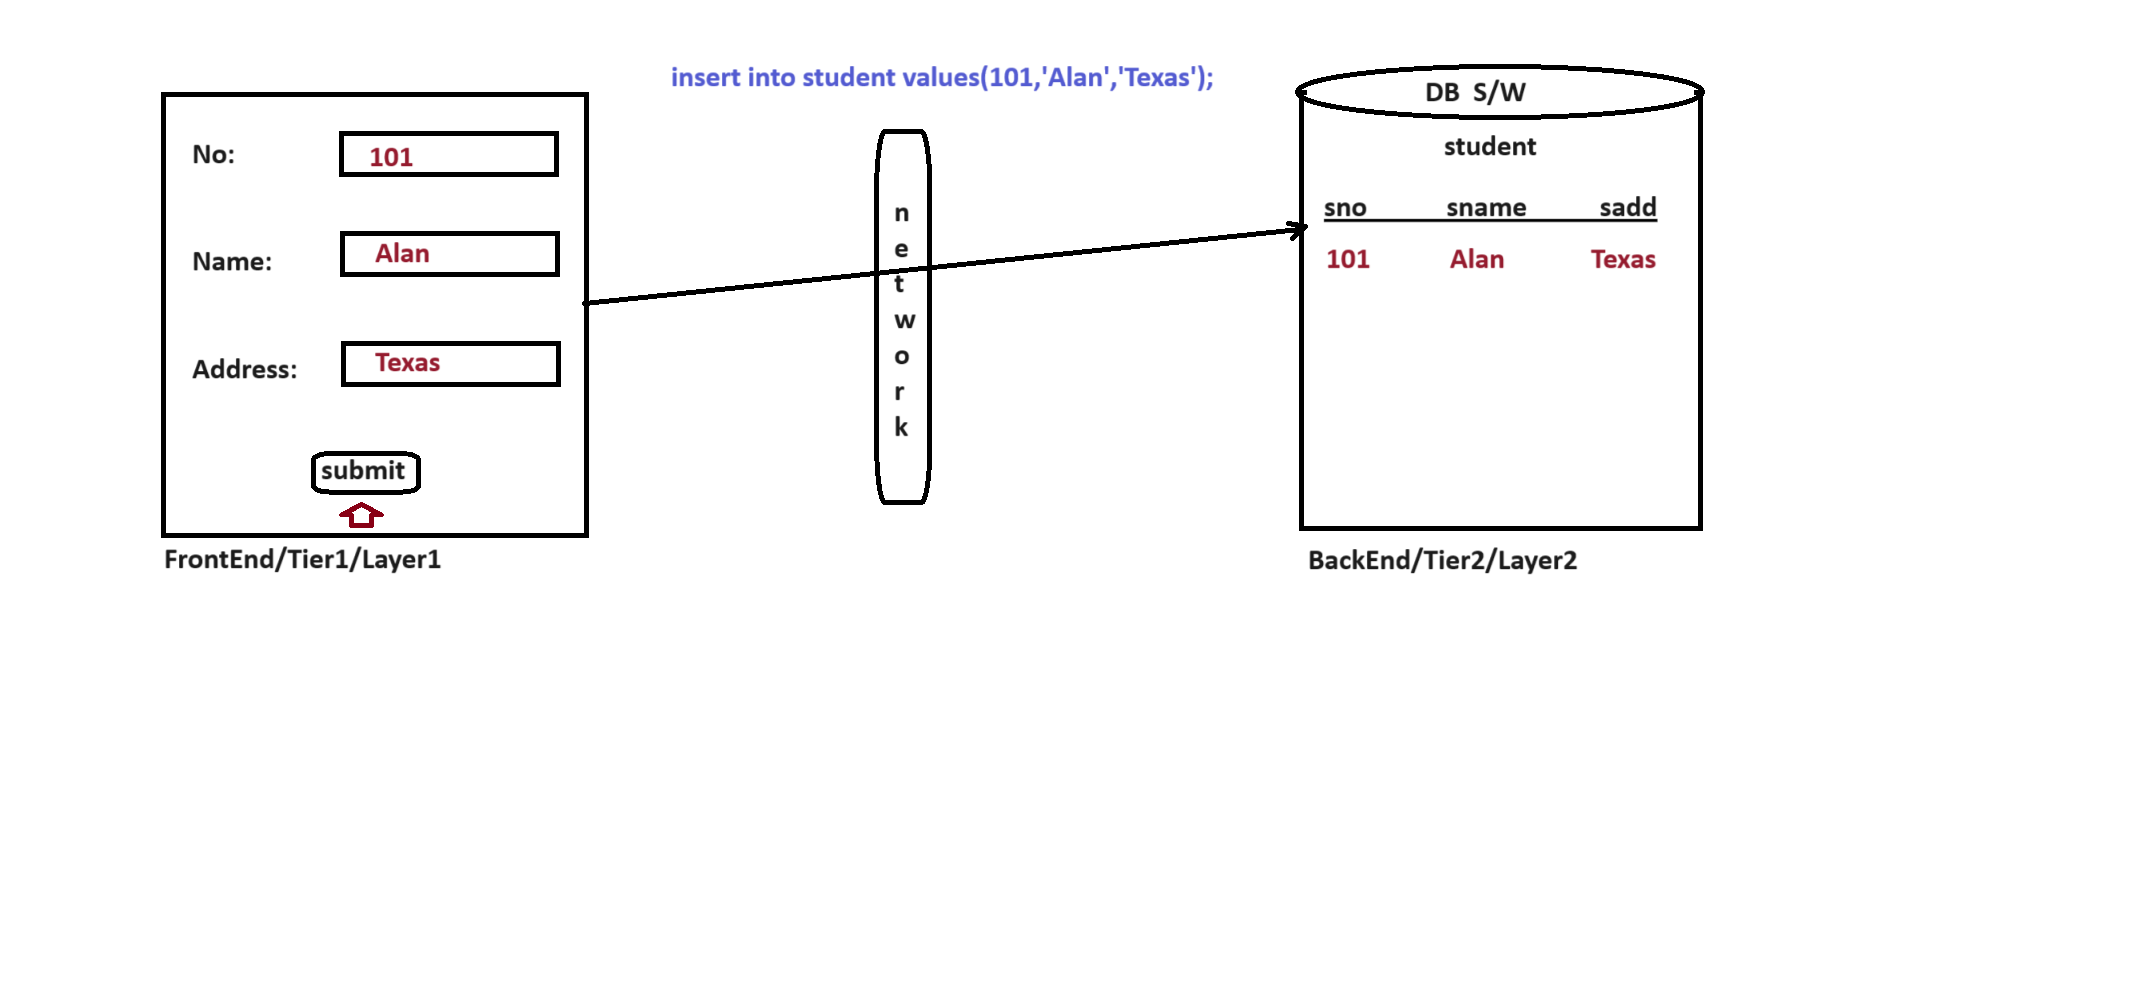 insert into student values(101,'Alan','Texas');
No: 101
Name: Alan
Address: Texas
submit
FrontEnd/Tier1/Layer1
network
DB S/W
student
sno sname sadd
101 Alan Texas
BackEnd/Tier2/Layer2